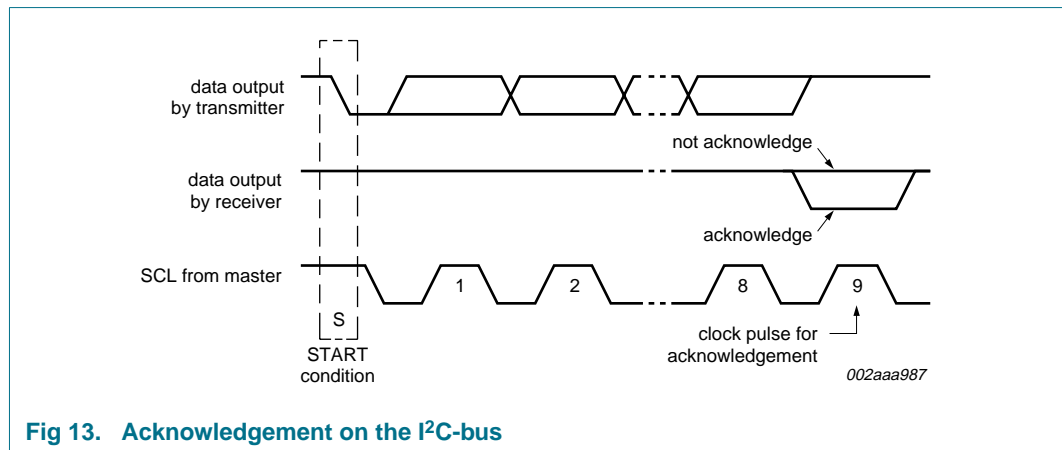 data output
by transmitter
not acknowledge
data output
by receiver
acknowledge
SCL from master
1
2
8
9
S
START
condition
clock pulse for
acknowledgement
002aaa987
Fig 13. Acknowledgement on the I²C-bus